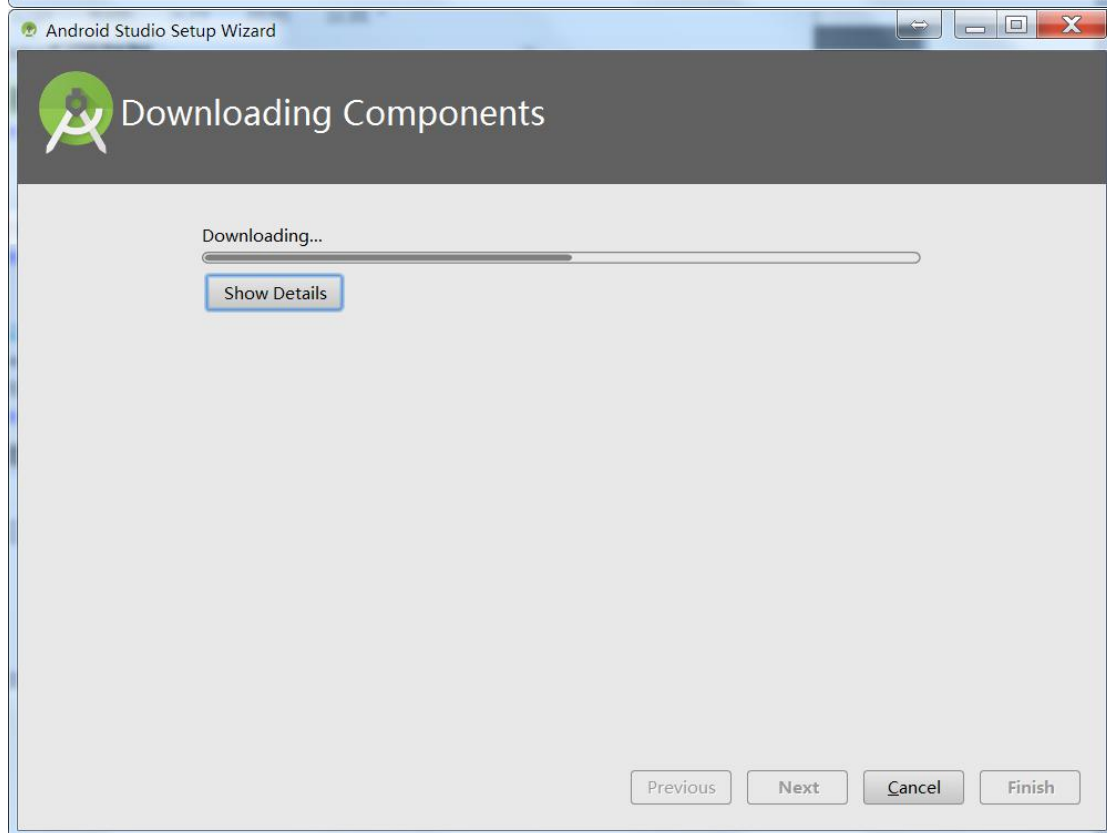 Android Studio Setup Wizard
Downloading Components
Downloading...
Show Details
Previous Next Cancel Finish